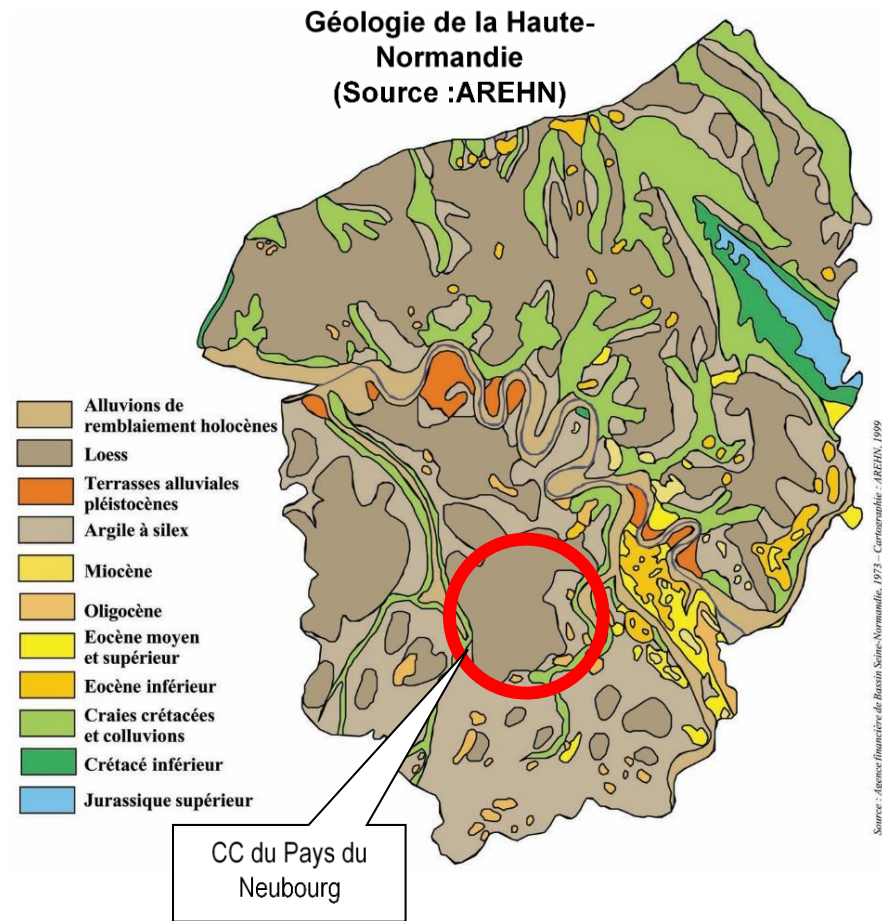 Géologie de la Haute-
Normandie
(Source :AREHN)
Alluvions de
remblaiement holocènes
Loess
Terrasses alluviales
pléistocènes
Argile à silex
Miocène
Oligocène
Eocène moyen
et supérieur
Eocène inférieur
Craies crétacées
et colluvions
Crétacé inférieur
Jurassique supérieur
CC du Pays du
Neubourg
Source : Agence financière de Bassin Seine-Normandie, 1973 – Cartographie : AREHN, 1999